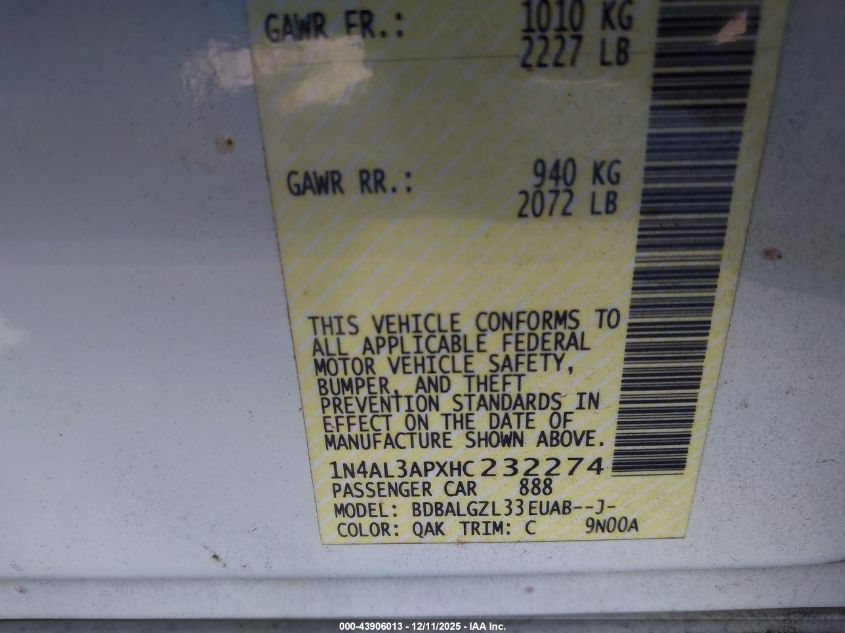 GAWR FR.: 1010 KG
2227 LB
GAWR RR.: 940 KG
2072 LB
THIS VEHICLE CONFORMS TO
ALL APPLICABLE FEDERAL
MOTOR VEHICLE SAFETY,
BUMPER, AND THEFT
PREVENTION STANDARDS IN
EFFECT ON THE DATE OF
MANUFACTURE SHOWN ABOVE.
1N4AL3APXHC232274
PASSENGER CAR 888
MODEL: BDBALGZL33EUAB--J-
COLOR: QAK TRIM: C 9N00A
000-43906013 - 12/11/2025 - IAA Inc.